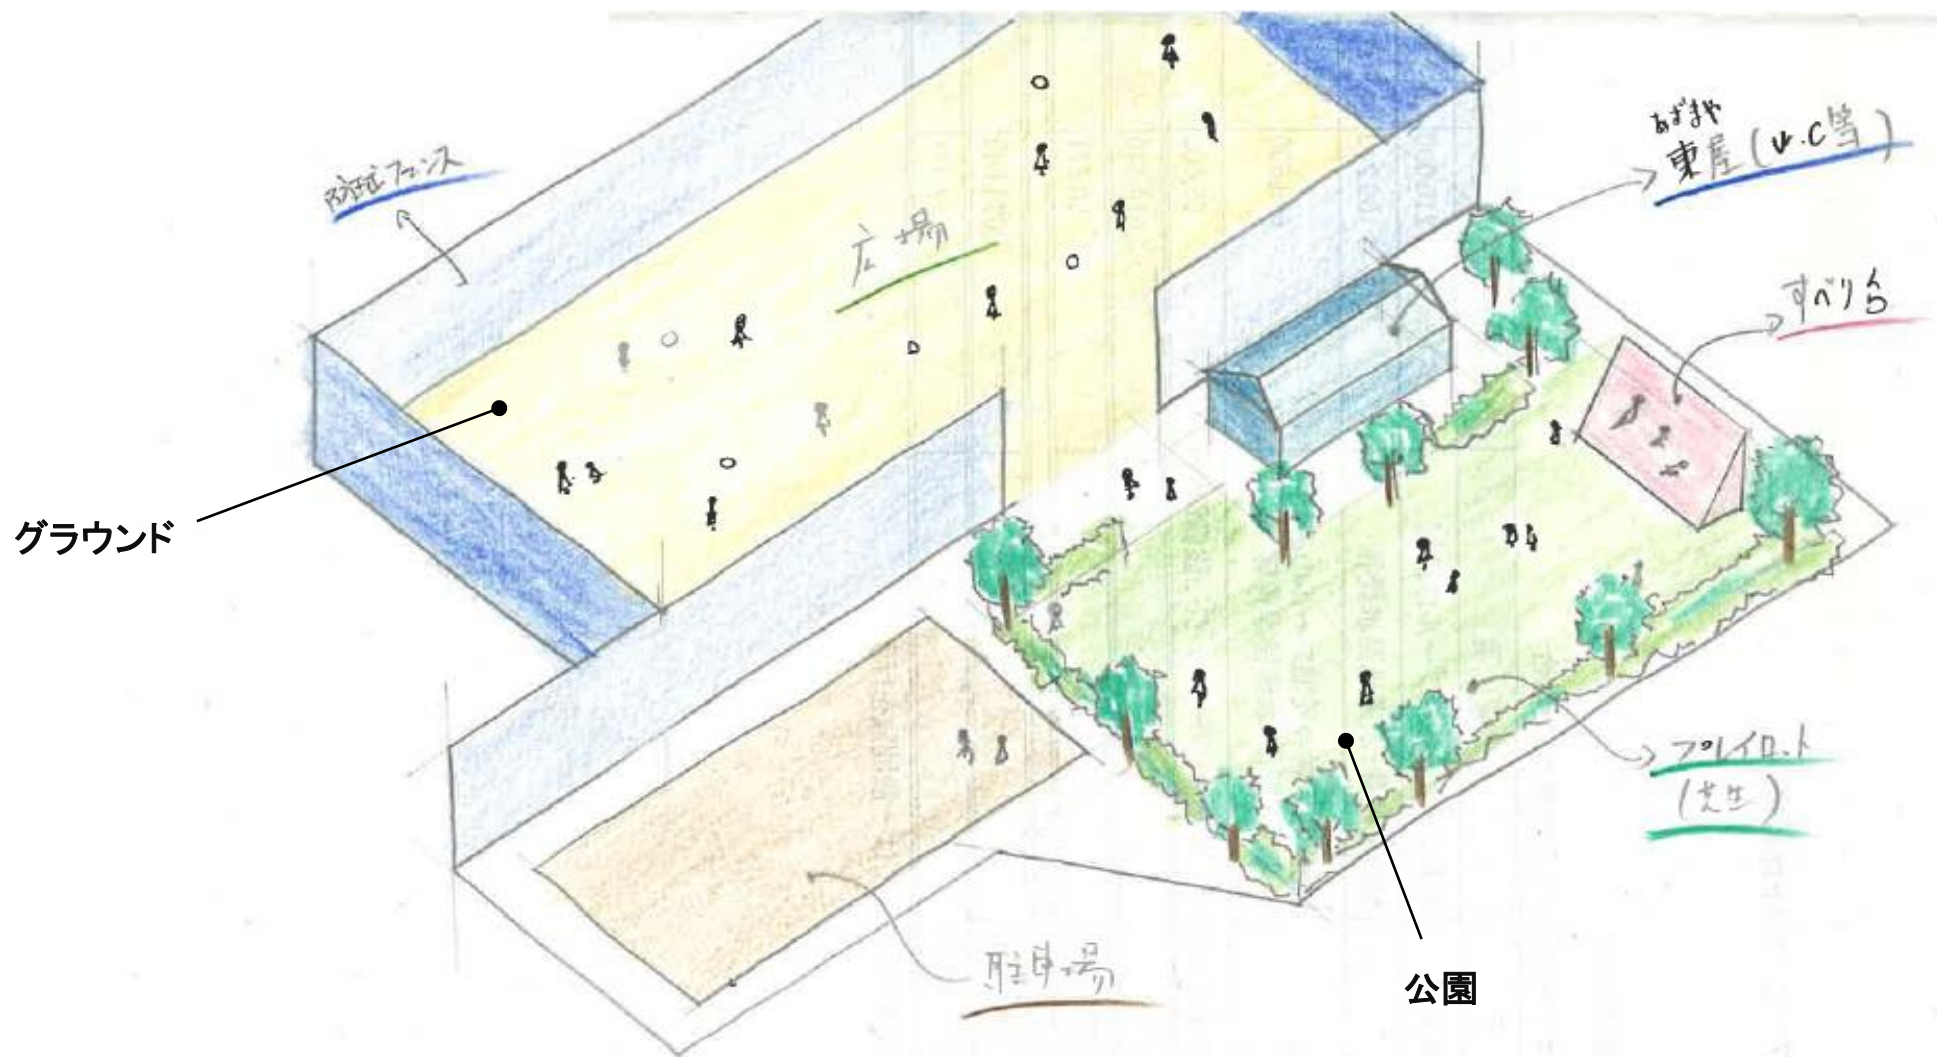 あずまや
東屋(W.C等)
防球フェンス
広場
すべり台
グラウンド
プレイロット
(芝生)
駐車場
公園